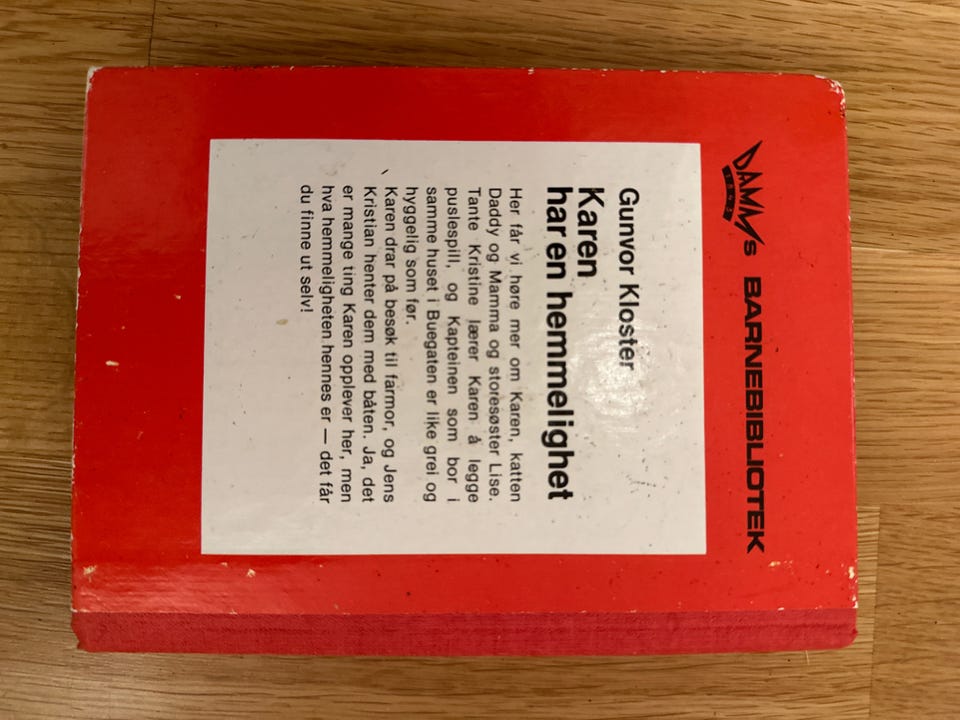 DAMMs BARNEBIBLIOTEK
1843
Gunvor Kloster
Karen
har en hemmelighet
Her får vi høre mer om Karen, katten
Daddy og Mamma og storesøster Lise.
Tante Kristine lærer Karen å legge
puslespill, og Kapteinen som bor i
samme huset i Buegaten er like grei og
hyggelig som før.
Karen drar på besøk til farmor, og Jens
Kristian henter dem med båten. Ja, det
er mange ting Karen opplever her, men
hva hemmeligheten hennes er — det får
du finne ut selv!